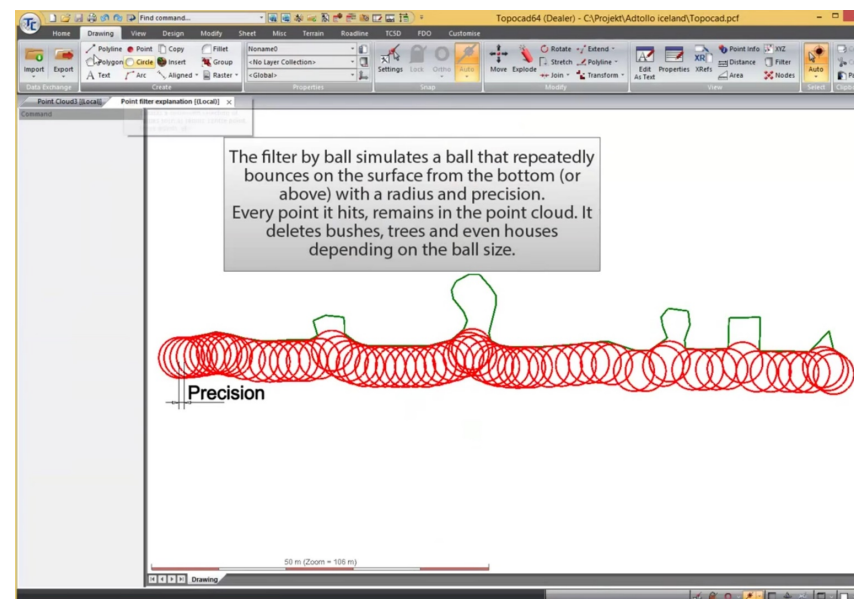 TC
Find command...
Topocad64 (Dealer) - C:\Projekt\Adtollo iceland\Topocad.pcf
Home Drawing View Design Modify Sheet Misc Terrain Roadline TCSD FDO Customise
Polyline Point Copy Fillet Noname0 Rotate Extend Point Info XYZ
Polygon Circle Insert Group <No Layer Collection> Stretch Polyline Distance Filter
Import Export Text Arc Aligned Raster <Global> Settings Lock Ortho Auto Move Explode Join Transform Edit As Text Properties XRefs Area Nodes Auto
Data Exchange Create Properties Snap Modify View Select
Point Cloud3 [(Local)] Point filter explanation [(Local)] x
Command
The filter by ball simulates a ball that repeatedly
bounces on the surface from the bottom (or
above) with a radius and precision.
Every point it hits, remains in the point cloud. It
deletes bushes, trees and even houses
depending on the ball size.
Precision
50 m (Zoom = 106 m)
Drawing